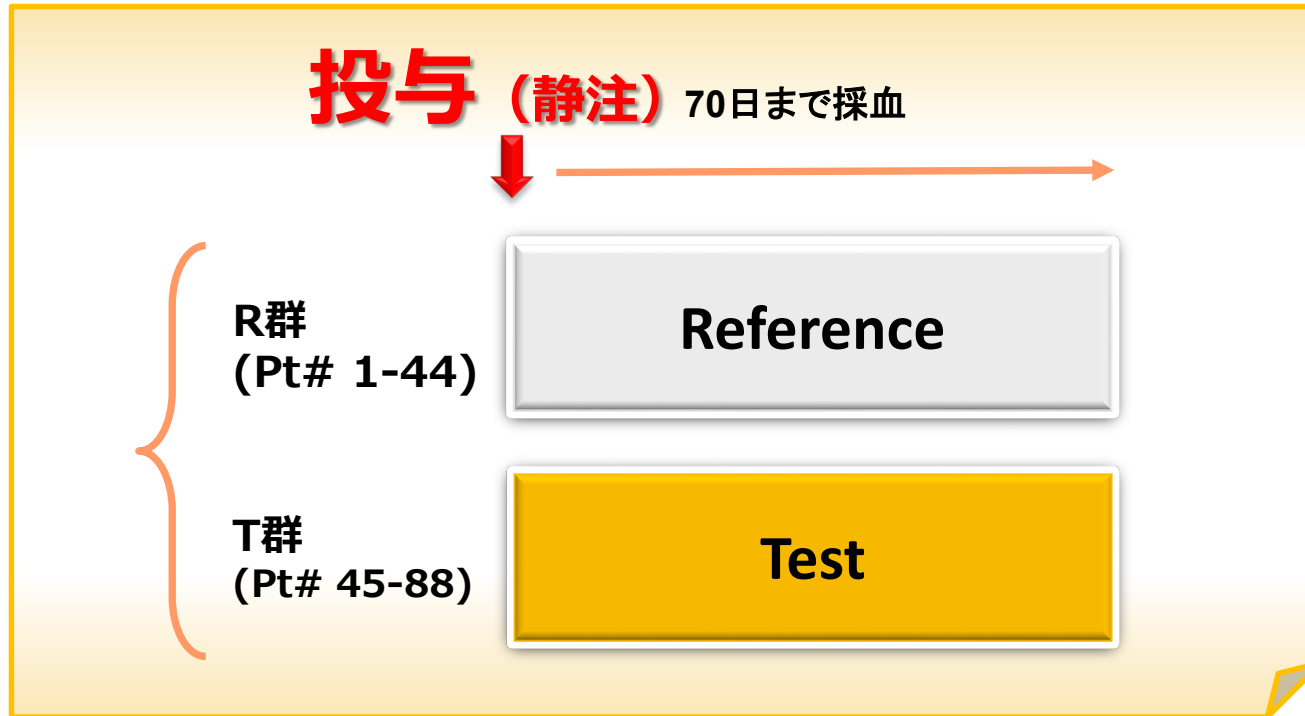 投与（静注）70日まで採血
R群
(Pt# 1-44)
Reference
T群
(Pt# 45-88)
Test